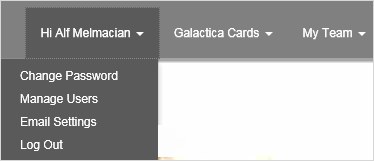 Hi Alf Melmacian Galactica Cards My Team
Change Password
Manage Users
Email Settings
Log Out